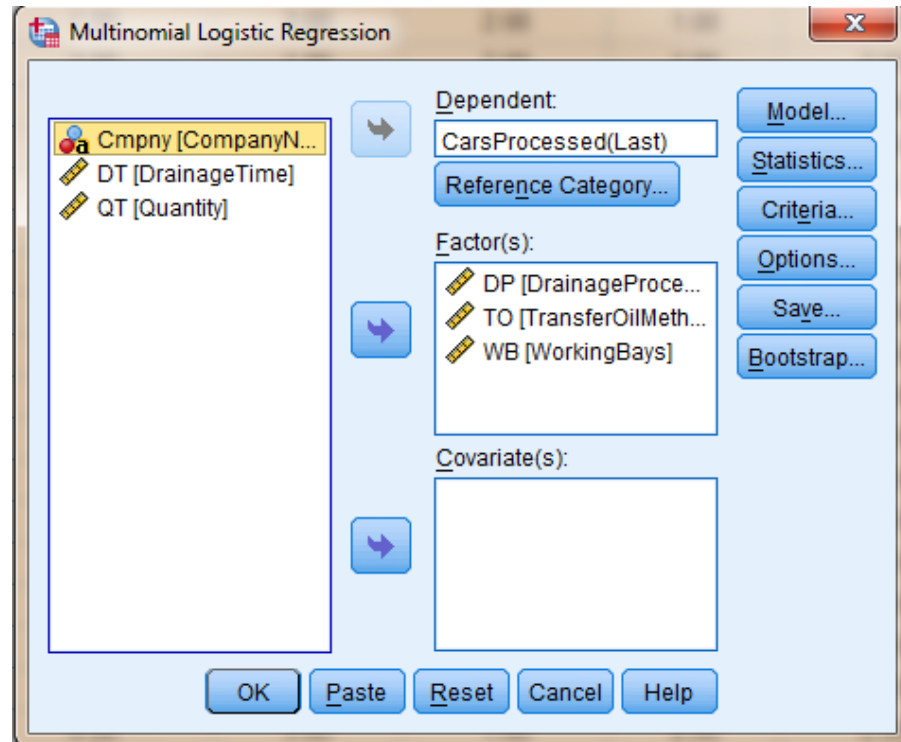 Multinomial Logistic Regression
Cmpny [CompanyN...
DT [DrainageTime]
QT [Quantity]
Dependent:
CarsProcessed(Last)
Reference Category...
Factor(s):
DP [DrainageProce...
TO [TransferOilMeth...
WB [WorkingBays]
Covariate(s):
Model...
Statistics...
Criteria...
Options...
Save...
Bootstrap...
OK Paste Reset Cancel Help